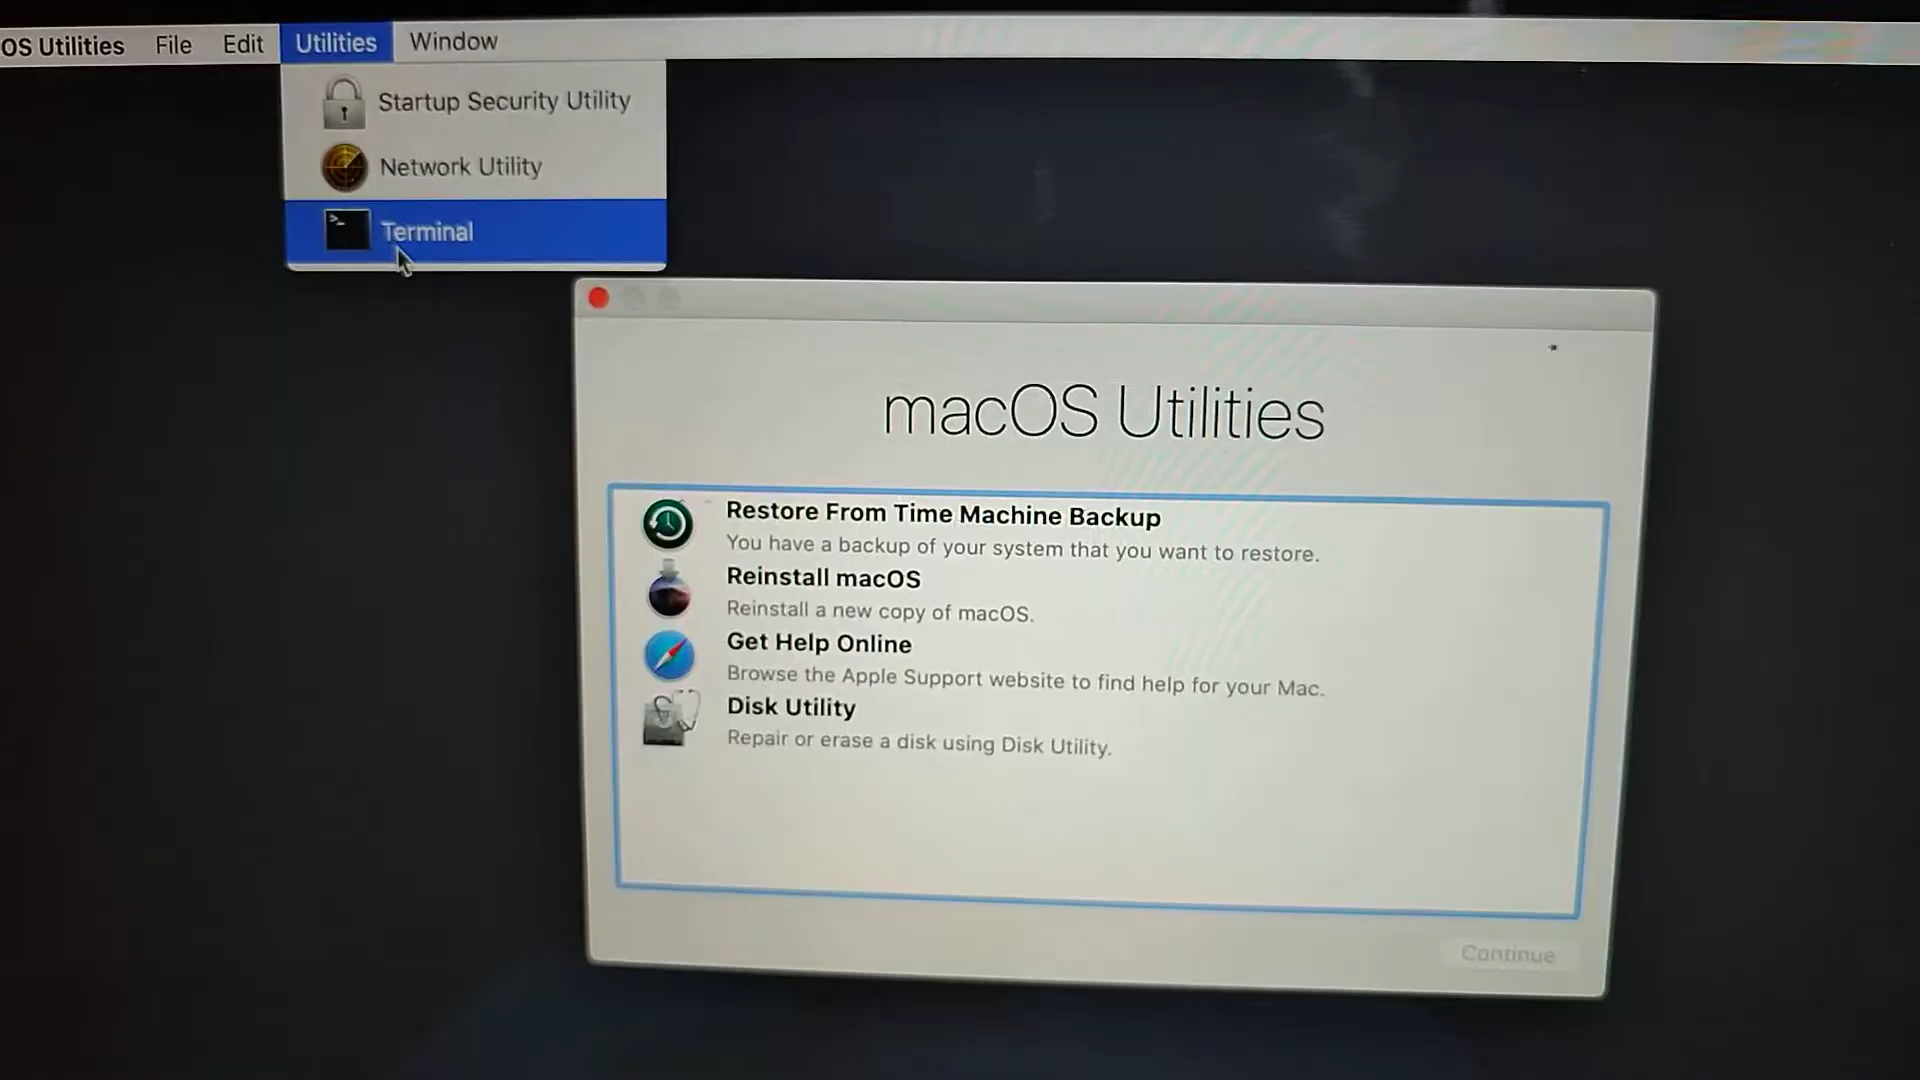 OS Utilities File Edit Utilities Window
Startup Security Utility
Network Utility
>_ Terminal
macOS Utilities
Restore From Time Machine Backup
You have a backup of your system that you want to restore.
Reinstall macOS
Reinstall a new copy of macOS.
Get Help Online
Browse the Apple Support website to find help for your Mac.
Disk Utility
Repair or erase a disk using Disk Utility.
Continue